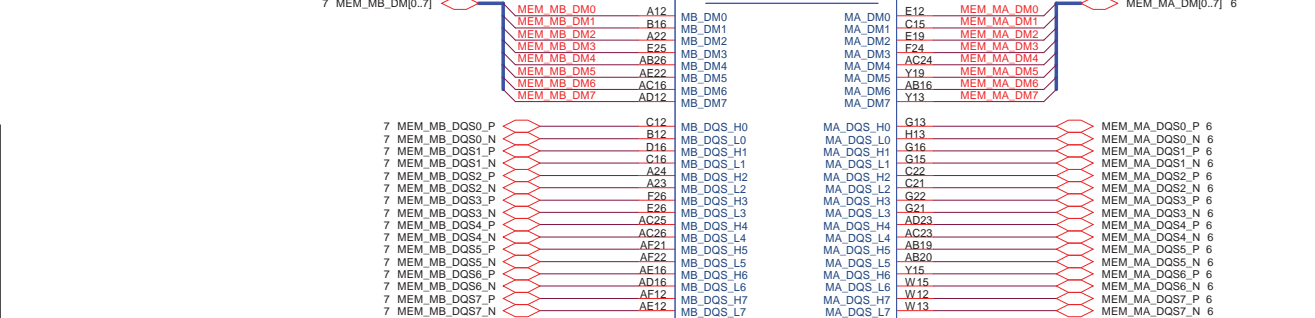 7 MEM_MB_DM[0..7] MEM_MA_DM[0..7] 6
MEM_MB_DM0 A12 MB_DM0 MA_DM0 E12 MEM_MA_DM0
MEM_MB_DM1 B16 MB_DM1 MA_DM1 C15 MEM_MA_DM1
MEM_MB_DM2 A22 MB_DM2 MA_DM2 E19 MEM_MA_DM2
MEM_MB_DM3 E25 MB_DM3 MA_DM3 F24 MEM_MA_DM3
MEM_MB_DM4 AB26 MB_DM4 MA_DM4 AC24 MEM_MA_DM4
MEM_MB_DM5 AE22 MB_DM5 MA_DM5 Y19 MEM_MA_DM5
MEM_MB_DM6 AC16 MB_DM6 MA_DM6 AB16 MEM_MA_DM6
MEM_MB_DM7 AD12 MB_DM7 MA_DM7 Y13 MEM_MA_DM7
7 MEM_MB_DQS0_P C12 MB_DQS_H0 MA_DQS_H0 G13 MEM_MA_DQS0_P 6
7 MEM_MB_DQS0_N B12 MB_DQS_L0 MA_DQS_L0 H13 MEM_MA_DQS0_N 6
7 MEM_MB_DQS1_P D16 MB_DQS_H1 MA_DQS_H1 G16 MEM_MA_DQS1_P 6
7 MEM_MB_DQS1_N C16 MB_DQS_L1 MA_DQS_L1 G15 MEM_MA_DQS1_N 6
7 MEM_MB_DQS2_P A24 MB_DQS_H2 MA_DQS_H2 C22 MEM_MA_DQS2_P 6
7 MEM_MB_DQS2_N A23 MB_DQS_L2 MA_DQS_L2 C21 MEM_MA_DQS2_N 6
7 MEM_MB_DQS3_P F26 MB_DQS_H3 MA_DQS_H3 G22 MEM_MA_DQS3_P 6
7 MEM_MB_DQS3_N E26 MB_DQS_L3 MA_DQS_L3 G21 MEM_MA_DQS3_N 6
7 MEM_MB_DQS4_P AC25 MB_DQS_H4 MA_DQS_H4 AD23 MEM_MA_DQS4_P 6
7 MEM_MB_DQS4_N AC26 MB_DQS_L4 MA_DQS_L4 AC23 MEM_MA_DQS4_N 6
7 MEM_MB_DQS5_P AF21 MB_DQS_H5 MA_DQS_H5 AB19 MEM_MA_DQS5_P 6
7 MEM_MB_DQS5_N AF22 MB_DQS_L5 MA_DQS_L5 AB20 MEM_MA_DQS5_N 6
7 MEM_MB_DQS6_P AE16 MB_DQS_H6 MA_DQS_H6 Y15 MEM_MA_DQS6_P 6
7 MEM_MB_DQS6_N AD16 MB_DQS_L6 MA_DQS_L6 W15 MEM_MA_DQS6_N 6
7 MEM_MB_DQS7_P AF12 MB_DQS_H7 MA_DQS_H7 W12 MEM_MA_DQS7_P 6
7 MEM_MB_DQS7_N AE12 MB_DQS_L7 MA_DQS_L7 W13 MEM_MA_DQS7_N 6